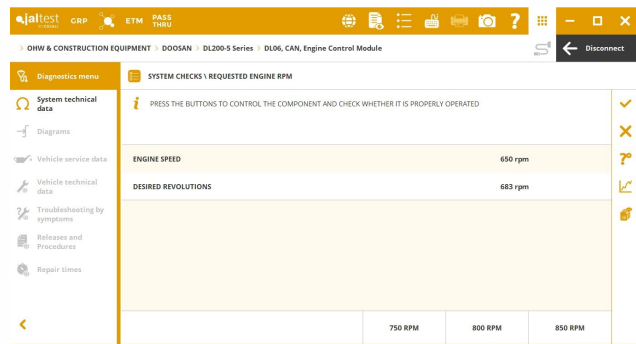 jaltest GRP ETM PASS THRU ?
> OHW & CONSTRUCTION EQUIPMENT > DOOSAN > DL200-5 Series > DL06, CAN, Engine Control Module
Disconnect
Diagnostics menu
SYSTEM CHECKS \ REQUESTED ENGINE RPM
System technical data
i PRESS THE BUTTONS TO CONTROL THE COMPONENT AND CHECK WHETHER IT IS PROPERLY OPERATED
Diagrams
Vehicle service data
ENGINE SPEED 650 rpm
Vehicle technical data
DESIRED REVOLUTIONS 683 rpm
Troubleshooting by symptoms
Releases and Procedures
Repair times
750 RPM 800 RPM 850 RPM